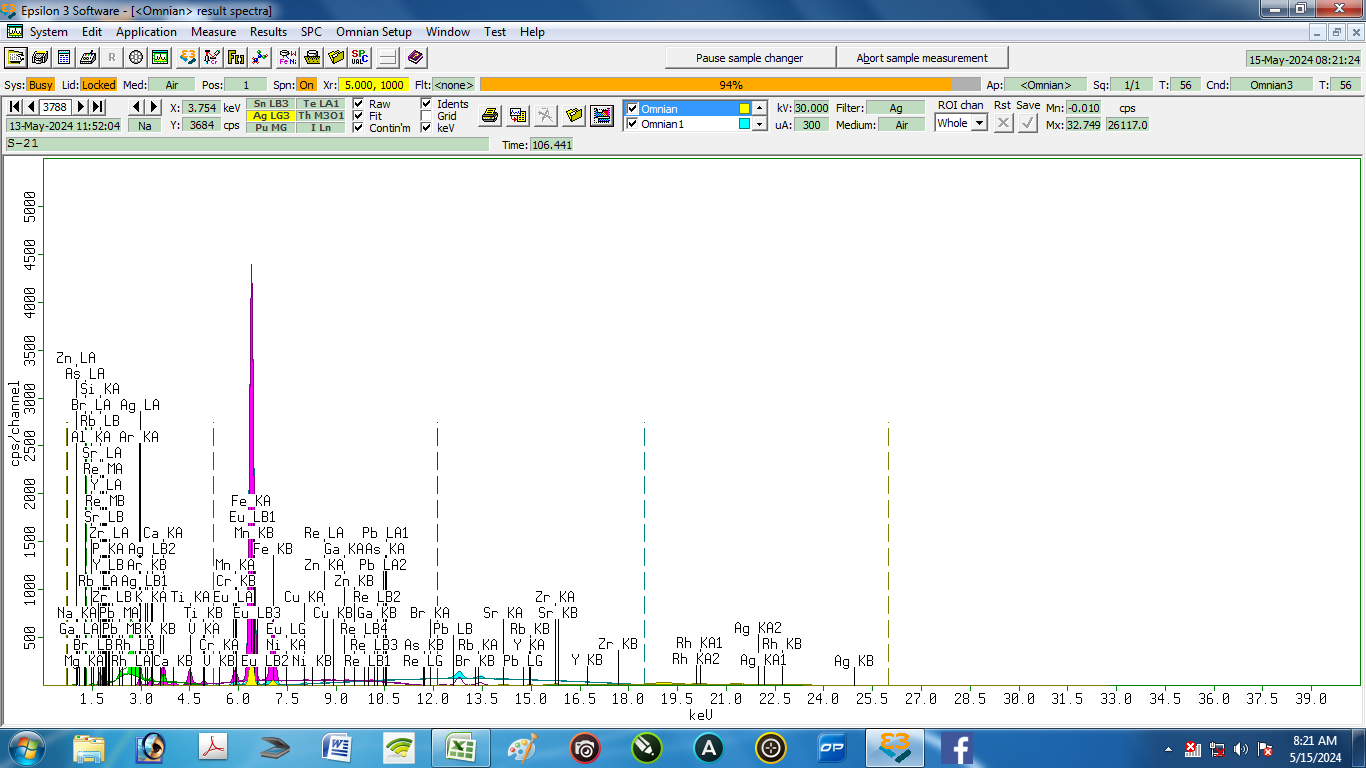 Epsilon 3 Software - [<Omnian> result spectra]
System Edit Application Measure Results SPC Omnian Setup Window Test Help
Pause sample changer Abort sample measurement 15-May-2024 08:21:24
Sys: Busy Lid: Locked Med: Air Pos: 1 Spn: On Xr: 5.000, 1000 Flt: <none> 94% Ap: <Omnian> Sq: 1/1 T: 56 Cnd: Omnian3 T: 56
3788 X: 3.754 keV Sn LB3 Te LA1 Raw Idents Omnian kV: 30.000 Filter: Ag ROI chan Rst Save Mn: -0.010 cps
13-May-2024 11:52:04 Na Y: 3684 cps Ag LG3 Th M3O1 Fit Grid Omnian1 uA: 300 Medium: Air Whole Mx: 32.749 26117.0
Pu MG I Ln Contin'm keV
S-21 Time: 106.441
5000
4500
4000
3500
3000
2500
2000
1500
1000
500
cps/channel
Zn LA
As LA
Si KA
Br LA Ag LA
Rb LB
Al KA Ar KA
Sr LA
Re MA
Y LA
Re MB Fe KA
Sr LB Eu LB1
Zr LA Ca KA Mn KB Re LA Pb LA1
P KA Ag LB2 Fe KB Ga KA As KA
Y LB Ar KB Mn KA Zn KA Pb LA2
Rb LA Ag LB1 Cr KB Zn KB
Zr LB K KA Ti KA Eu LA Cu KA Re LB2 Zr KA
Na KA Pb MA Ti KB Eu LB3 Cu KB Ga KB Br KA Sr KA Sr KB
Ga LA Pb MB K KB V KA Eu LG Re LB4 Pb LB Rb KB Ag KA2
Br LB Rh LB Cr KA Ni KA Re LB3 As KB Rb KA Y KA Zr KB Rh KA1 Rh KB
Mg KA Rh LA Ca KB V KB Eu LB2 Ni KB Re LB1 Re LG Br KB Pb LG Y KB Rh KA2 Ag KA1 Ag KB
1.5 3.0 4.5 6.0 7.5 9.0 10.5 12.0 13.5 15.0 16.5 18.0 19.5 21.0 22.5 24.0 25.5 27.0 28.5 30.0 31.5 33.0 34.5 36.0 37.5 39.0
keV
8:21 AM
5/15/2024